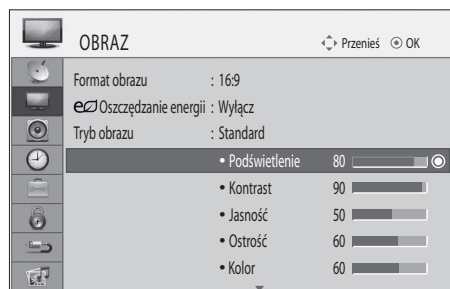 OBRAZ Przenieś OK
Format obrazu : 16:9
Oszczędzanie energii : Wyłącz
Tryb obrazu : Standard
• Podświetlenie 80
• Kontrast 90
• Jasność 50
• Ostrość 60
• Kolor 60